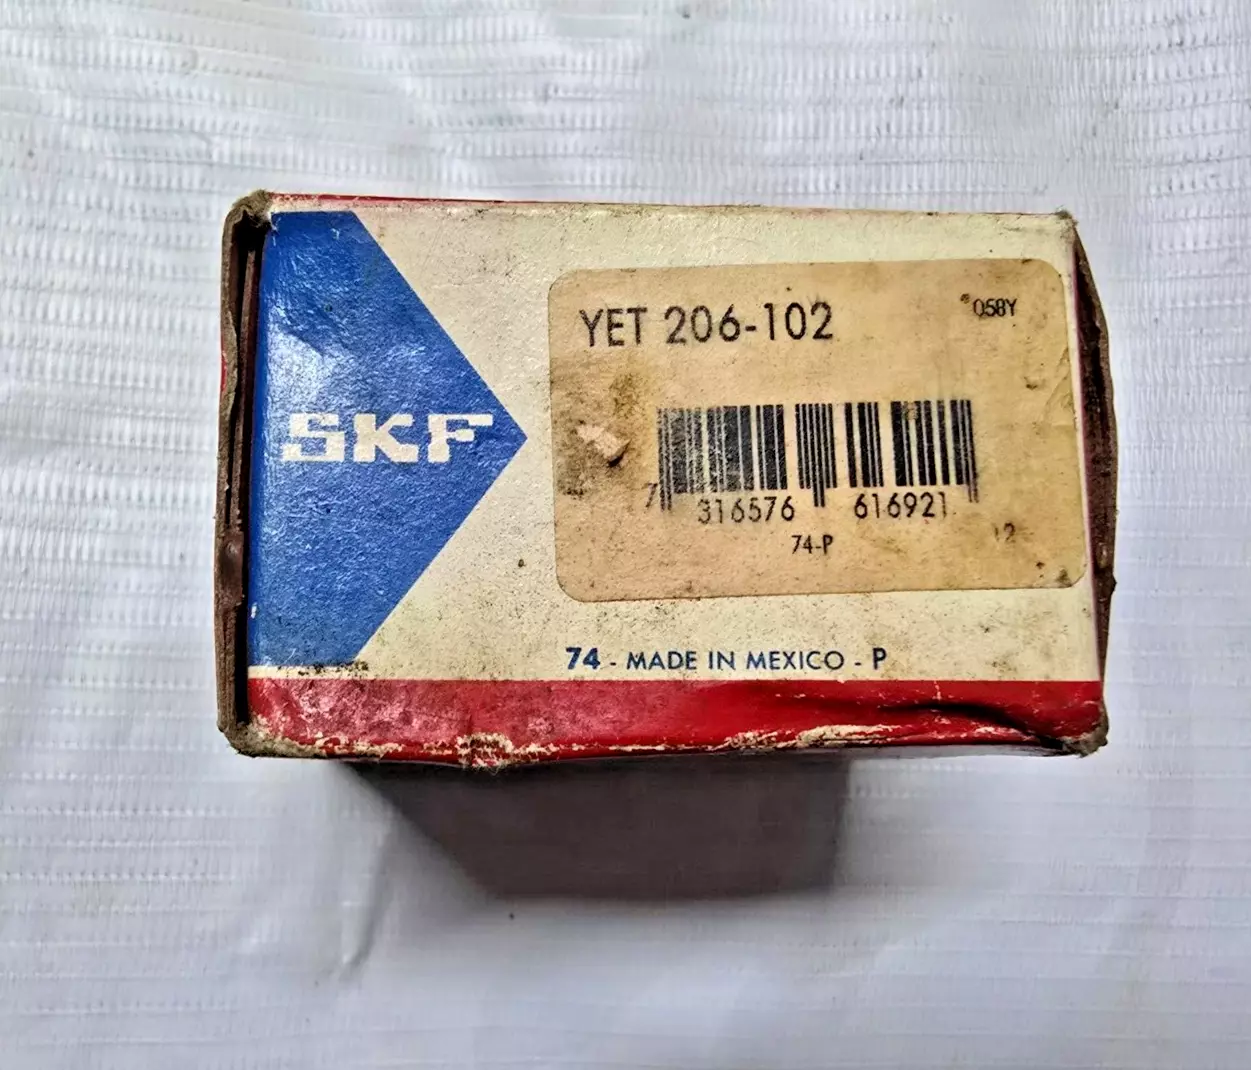 SKF
YET 206-102
058Y
7 316576 616921
74-P
12
74 - MADE IN MEXICO - P